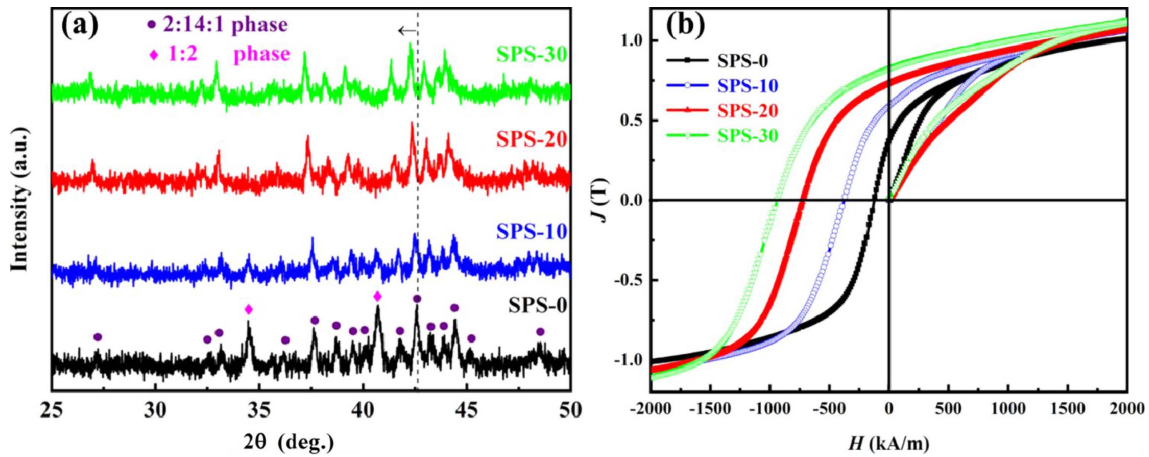 (a)
2:14:1 phase
1:2 phase
SPS-30
SPS-20
SPS-10
SPS-0
Intensity (a.u.)
25 30 35 40 45 50
2θ (deg.)
(b)
SPS-0
SPS-10
SPS-20
SPS-30
1.0
0.5
0.0
-0.5
-1.0
J (T)
-2000 -1500 -1000 -500 0 500 1000 1500 2000
H (kA/m)